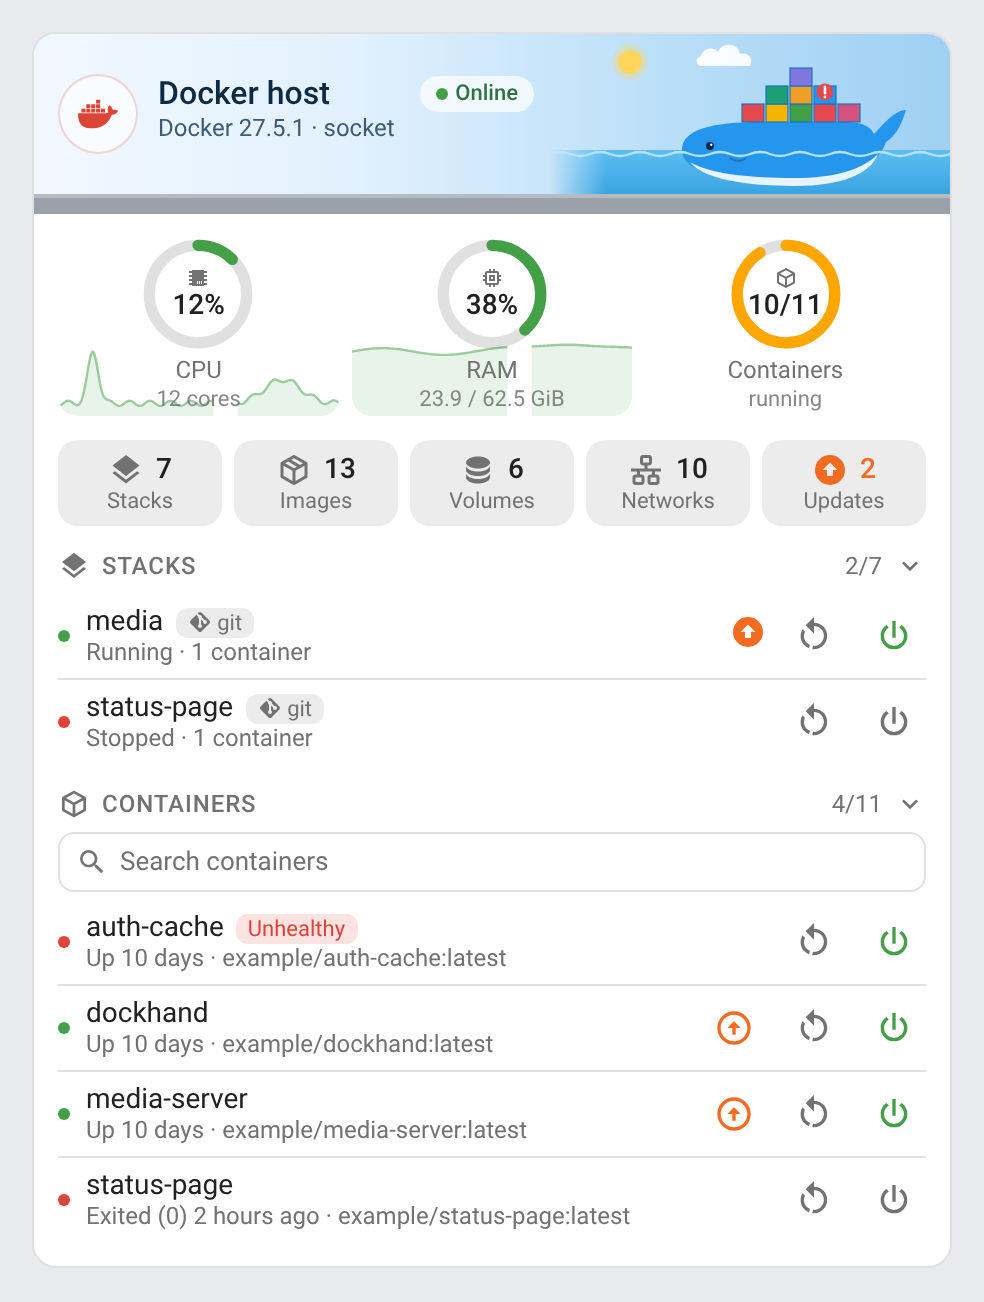 Docker host
Online
Docker 27.5.1 · socket
12%
38%
10/11
CPU
RAM
Containers
12 cores
23.9 / 62.5 GiB
running
7
13
6
10
2
Stacks
Images
Volumes
Networks
Updates
STACKS
2/7
media
git
Running · 1 container
status-page
git
Stopped · 1 container
CONTAINERS
4/11
Search containers
auth-cache
Unhealthy
Up 10 days · example/auth-cache:latest
dockhand
Up 10 days · example/dockhand:latest
media-server
Up 10 days · example/media-server:latest
status-page
Exited (0) 2 hours ago · example/status-page:latest